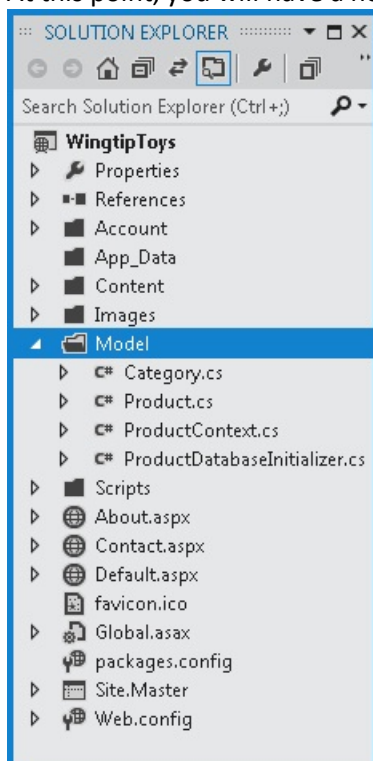 SOLUTION EXPLORER
Search Solution Explorer (Ctrl+;)
WingtipToys
Properties
References
Account
App_Data
Content
Images
Model
C# Category.cs
C# Product.cs
C# ProductContext.cs
C# ProductDatabaseInitializer.cs
Scripts
About.aspx
Contact.aspx
Default.aspx
favicon.ico
Global.asax
packages.config
Site.Master
Web.config